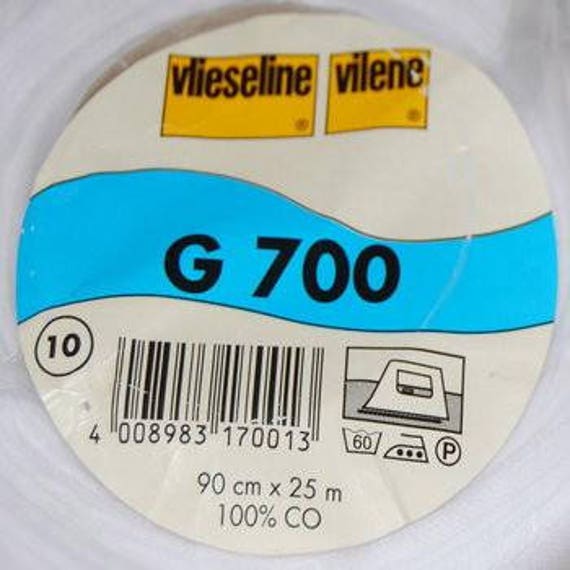 vlieseline ® vilene ®
G 700
10
4 008983 170013
60 P
90 cm x 25 m
100% CO